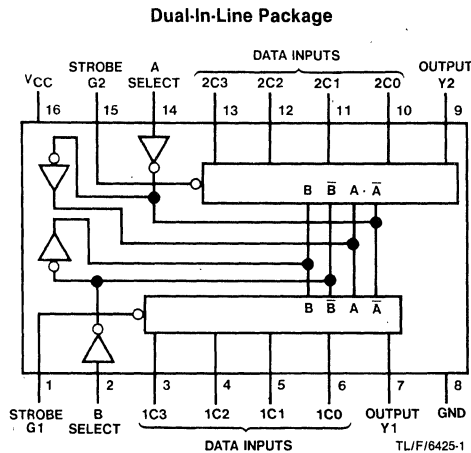 Dual-In-Line Package
DATA INPUTS
STROBE G2
A SELECT
OUTPUT Y2
VCC
2C3 2C2 2C1 2C0
16 15 14 13 12 11 10 9
B B̅ A A̅
B B̅ A A̅
1 2 3 4 5 6 7 8
STROBE G1
B SELECT
1C3 1C2 1C1 1C0
OUTPUT Y1
GND
DATA INPUTS
TL/F/6425-1